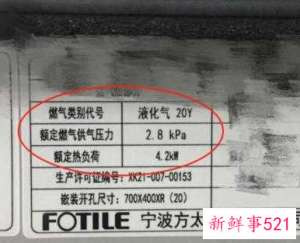 燃气类别代号 液化气 20Y
额定燃气供气压力 2.8 kPa
额定热负荷 4.2kW
生产许可证编号: XK21-007-00153
嵌装开孔尺寸: 700X400XR (20)
FOTILE 宁波方太
新鲜事521